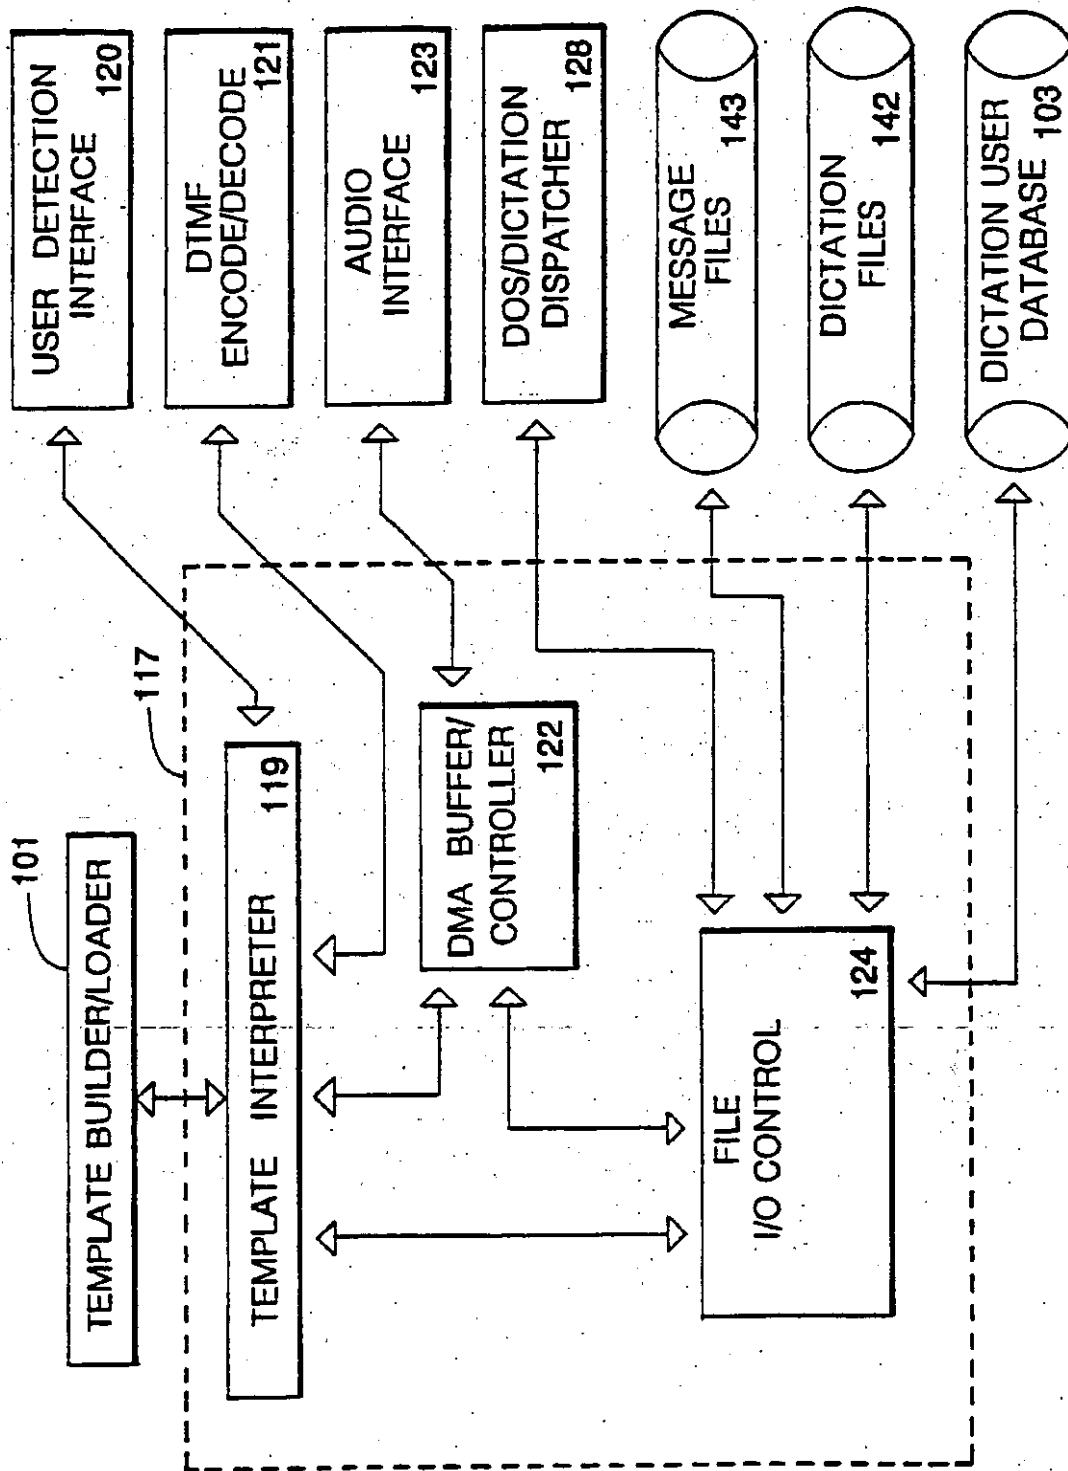 101
TEMPLATE BUILDER/LOADER
117
TEMPLATE INTERPRETER
119
DMA BUFFER/
CONTROLLER
122
FILE
I/O CONTROL
124
USER DETECTION
INTERFACE
120
DTMF
ENCODE/DECODE
121
AUDIO
INTERFACE
123
DOS/DICTATION
DISPATCHER
128
MESSAGE
FILES
143
DICTATION
FILES
142
DICTATION USER
DATABASE 103